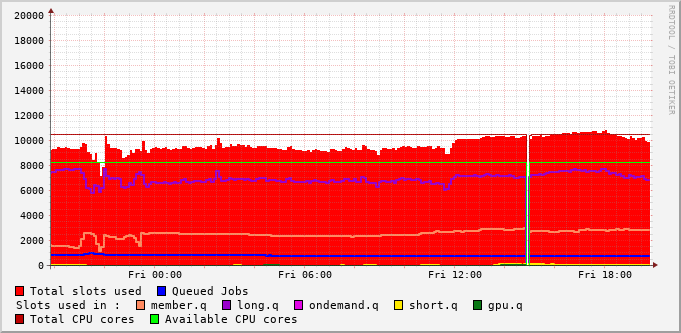 20000
18000
16000
14000
12000
10000
8000
6000
4000
2000
0
Fri 00:00 Fri 06:00 Fri 12:00 Fri 18:00
RRDTOOL / TOBI OETIKER
Total slots used Queued Jobs
Slots used in : member.q long.q ondemand.q short.q gpu.q
Total CPU cores Available CPU cores